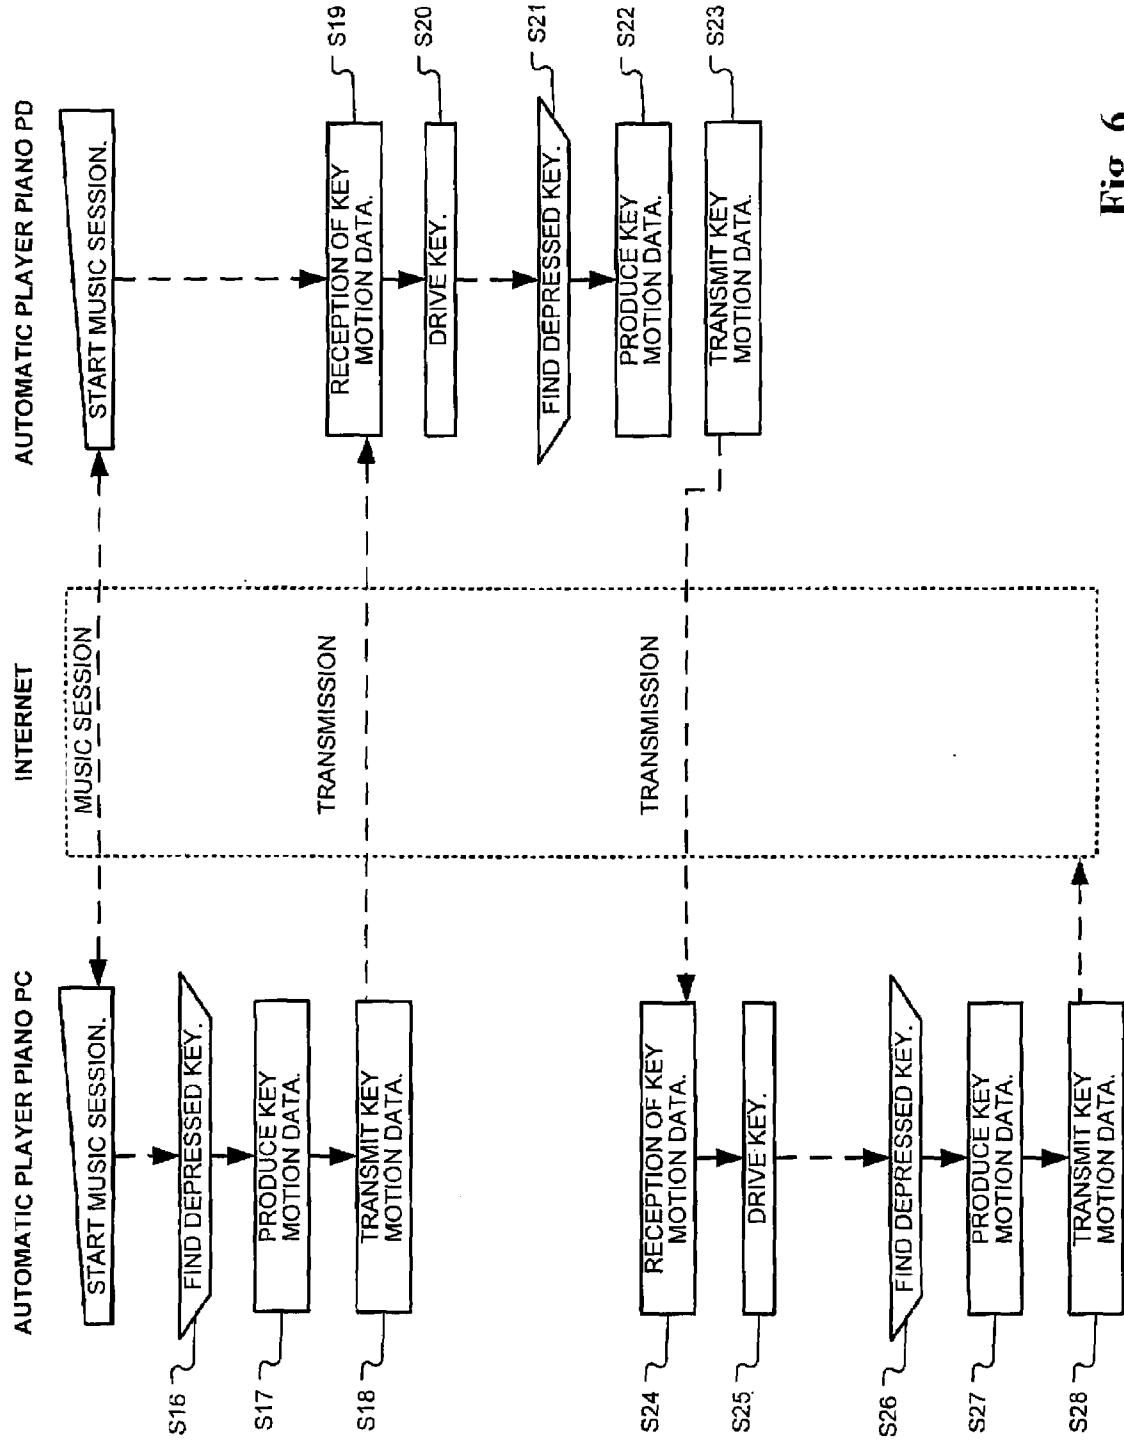 AUTOMATIC PLAYER PIANO PC
INTERNET
AUTOMATIC PLAYER PIANO PD
START MUSIC SESSION.
MUSIC SESSION
START MUSIC SESSION.
S16
FIND DEPRESSED KEY.
S17
PRODUCE KEY
MOTION DATA.
S18
TRANSMIT KEY
MOTION DATA.
TRANSMISSION
RECEPTION OF KEY
MOTION DATA.
S19
DRIVE KEY.
S20
FIND DEPRESSED KEY.
S21
PRODUCE KEY
MOTION DATA.
S22
TRANSMIT KEY
MOTION DATA.
S23
TRANSMISSION
S24
RECEPTION OF KEY
MOTION DATA.
S25
DRIVE KEY.
S26
FIND DEPRESSED KEY.
S27
PRODUCE KEY
MOTION DATA.
S28
TRANSMIT KEY
MOTION DATA.
Fig. 6